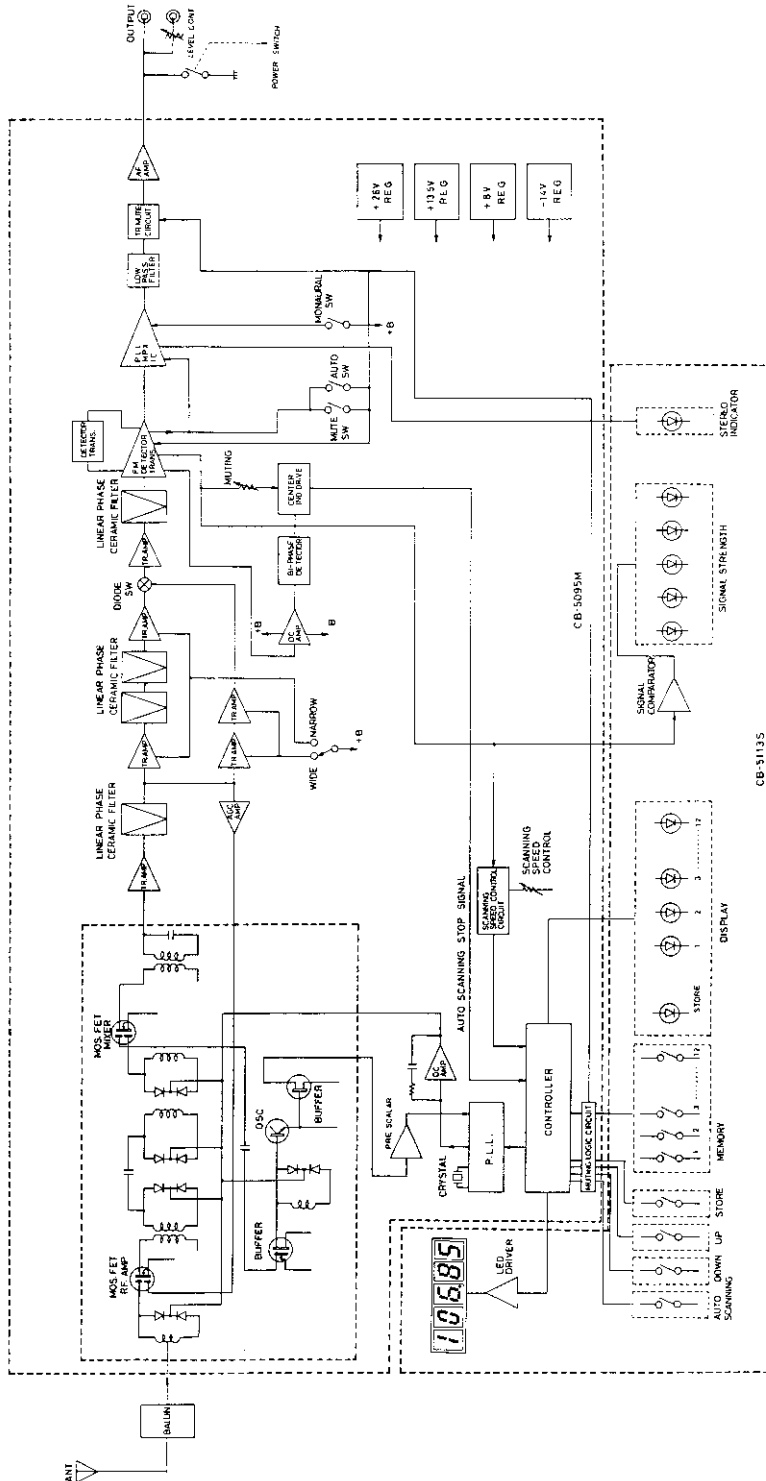 ANT
BALUN
MOS. FET
RF. AMP
MOS. FET
MIXER
OSC
BUFFER
BUFFER
TR.AMP
LINEAR PHASE
CERAMIC FILTER
AGC
AMP
TR.AMP
LINEAR PHASE
CERAMIC FILTER
TR.AMP
TR.AMP
TR.AMP
WIDE
NARROW
+B
DIODE
SW
TR.AMP
LINEAR PHASE
CERAMIC FILTER
DETECTOR
TRANS.
FM
DETECTOR
TRANS.
+B
DC
AMP
B
BI-PHASE
DETECTOR
MUTING
CENTER
IND DRIVE
MUTE
SW
AUTO
SW
P.L.L
MPX
IC
MONAURAL
SW
+B
LOW
PASS FILTER
TR.MUTE
CIRCUIT
AF
AMP
OUTPUT
LEVEL CONT
POWER SWITCH
+26V
REG
+13.5V
REG
+8V
REG
-14V
REG
CB-5095M
PRE SCALAR
CRYSTAL
P.L.L.
DC
AMP
AUTO SCANNING STOP SIGNAL
SCANNING
SPEED CONTROL
CIRCUIT
SCANNING
SPEED
CONTROL
CONTROLLER
MUTING LOGIC CIRCUIT
106.85
LED
DRIVER
AUTO
SCANNING
DOWN
UP
STORE
1
2
3
12
MEMORY
STORE
1
2
3
12
DISPLAY
SIGNAL
COMPARATOR
SIGNAL STRENGTH
STEREO
INDICATOR
CB-5113S